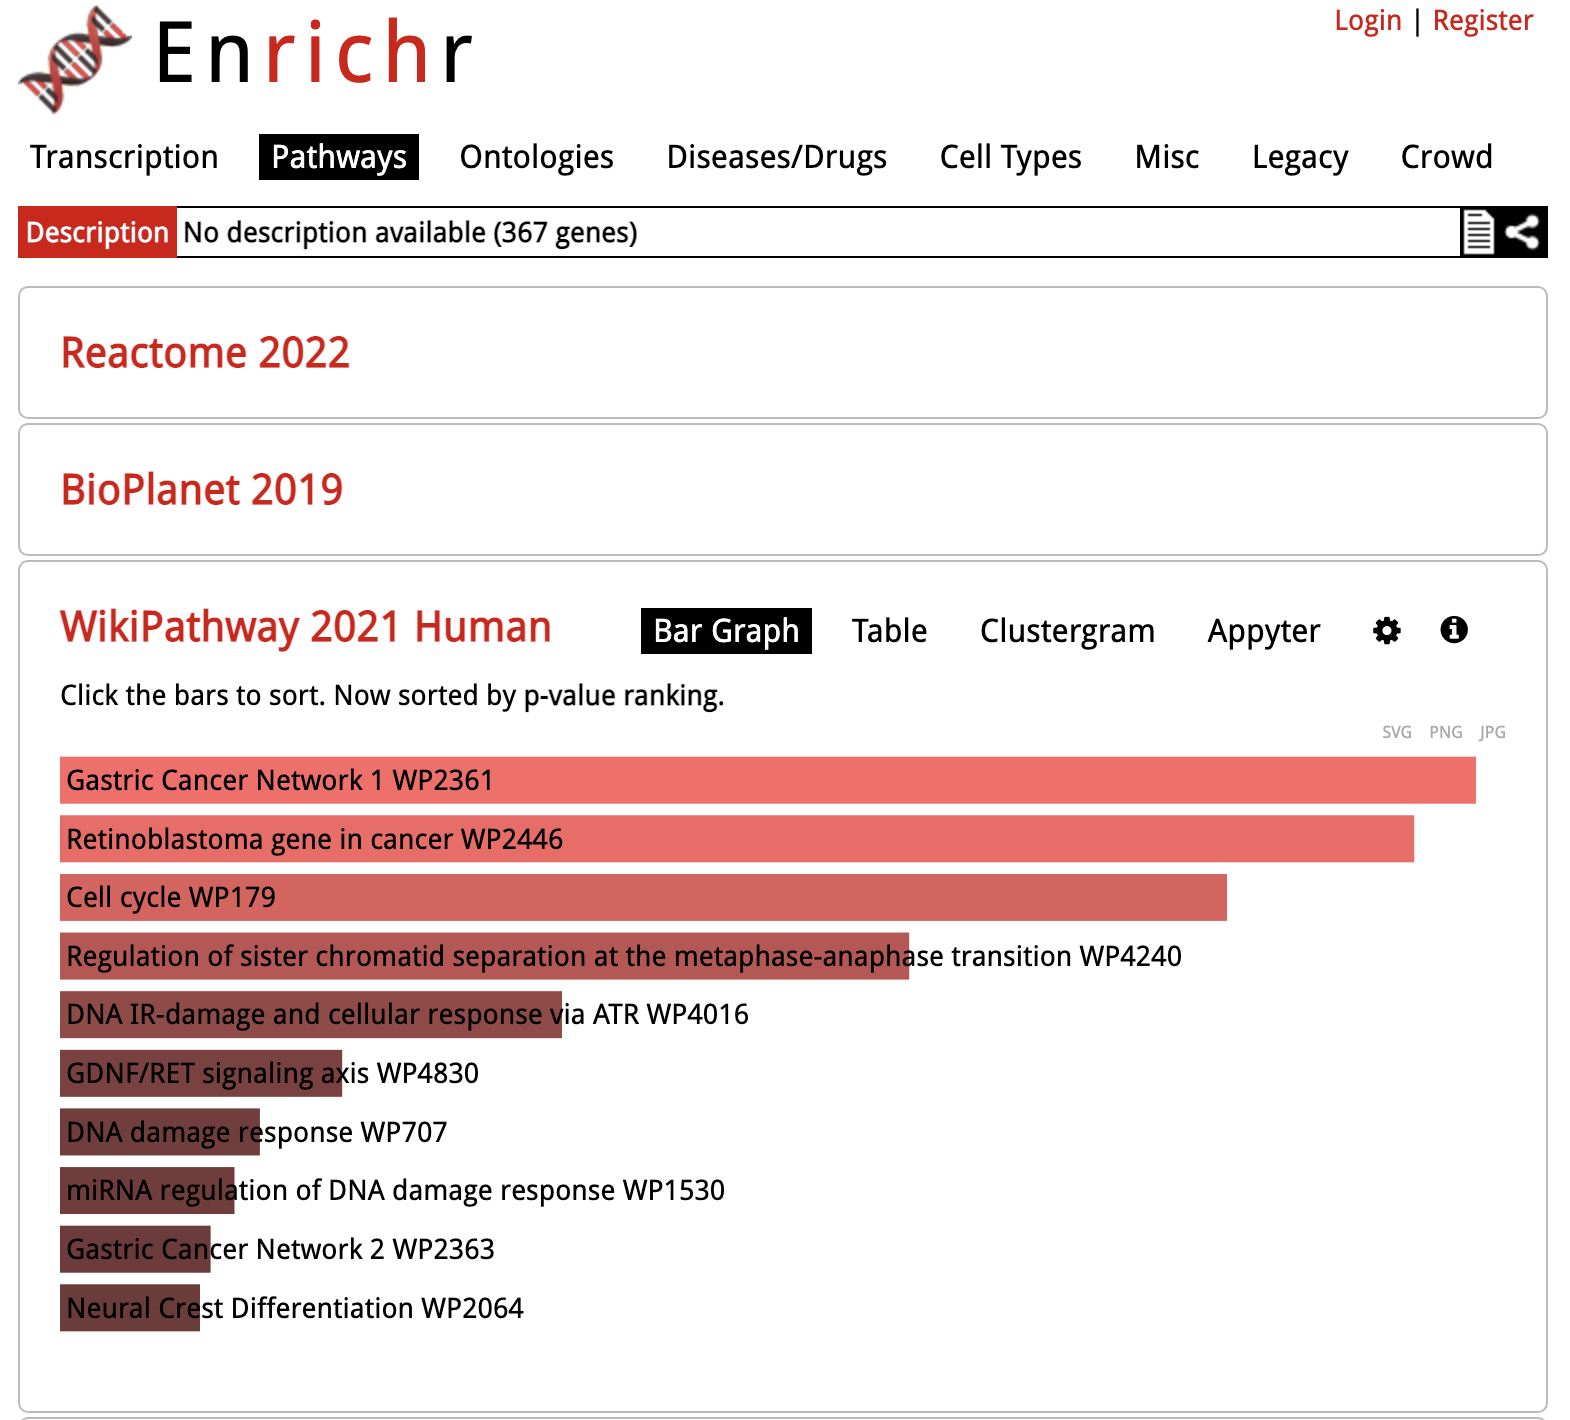 Enrichr
Login | Register
Transcription Pathways Ontologies Diseases/Drugs Cell Types Misc Legacy Crowd
Description No description available (367 genes)
Reactome 2022
BioPlanet 2019
WikiPathway 2021 Human Bar Graph Table Clustergram Appyter
Click the bars to sort. Now sorted by p-value ranking.
SVG PNG JPG
Gastric Cancer Network 1 WP2361
Retinoblastoma gene in cancer WP2446
Cell cycle WP179
Regulation of sister chromatid separation at the metaphase-anaphase transition WP4240
DNA IR-damage and cellular response via ATR WP4016
GDNF/RET signaling axis WP4830
DNA damage response WP707
miRNA regulation of DNA damage response WP1530
Gastric Cancer Network 2 WP2363
Neural Crest Differentiation WP2064